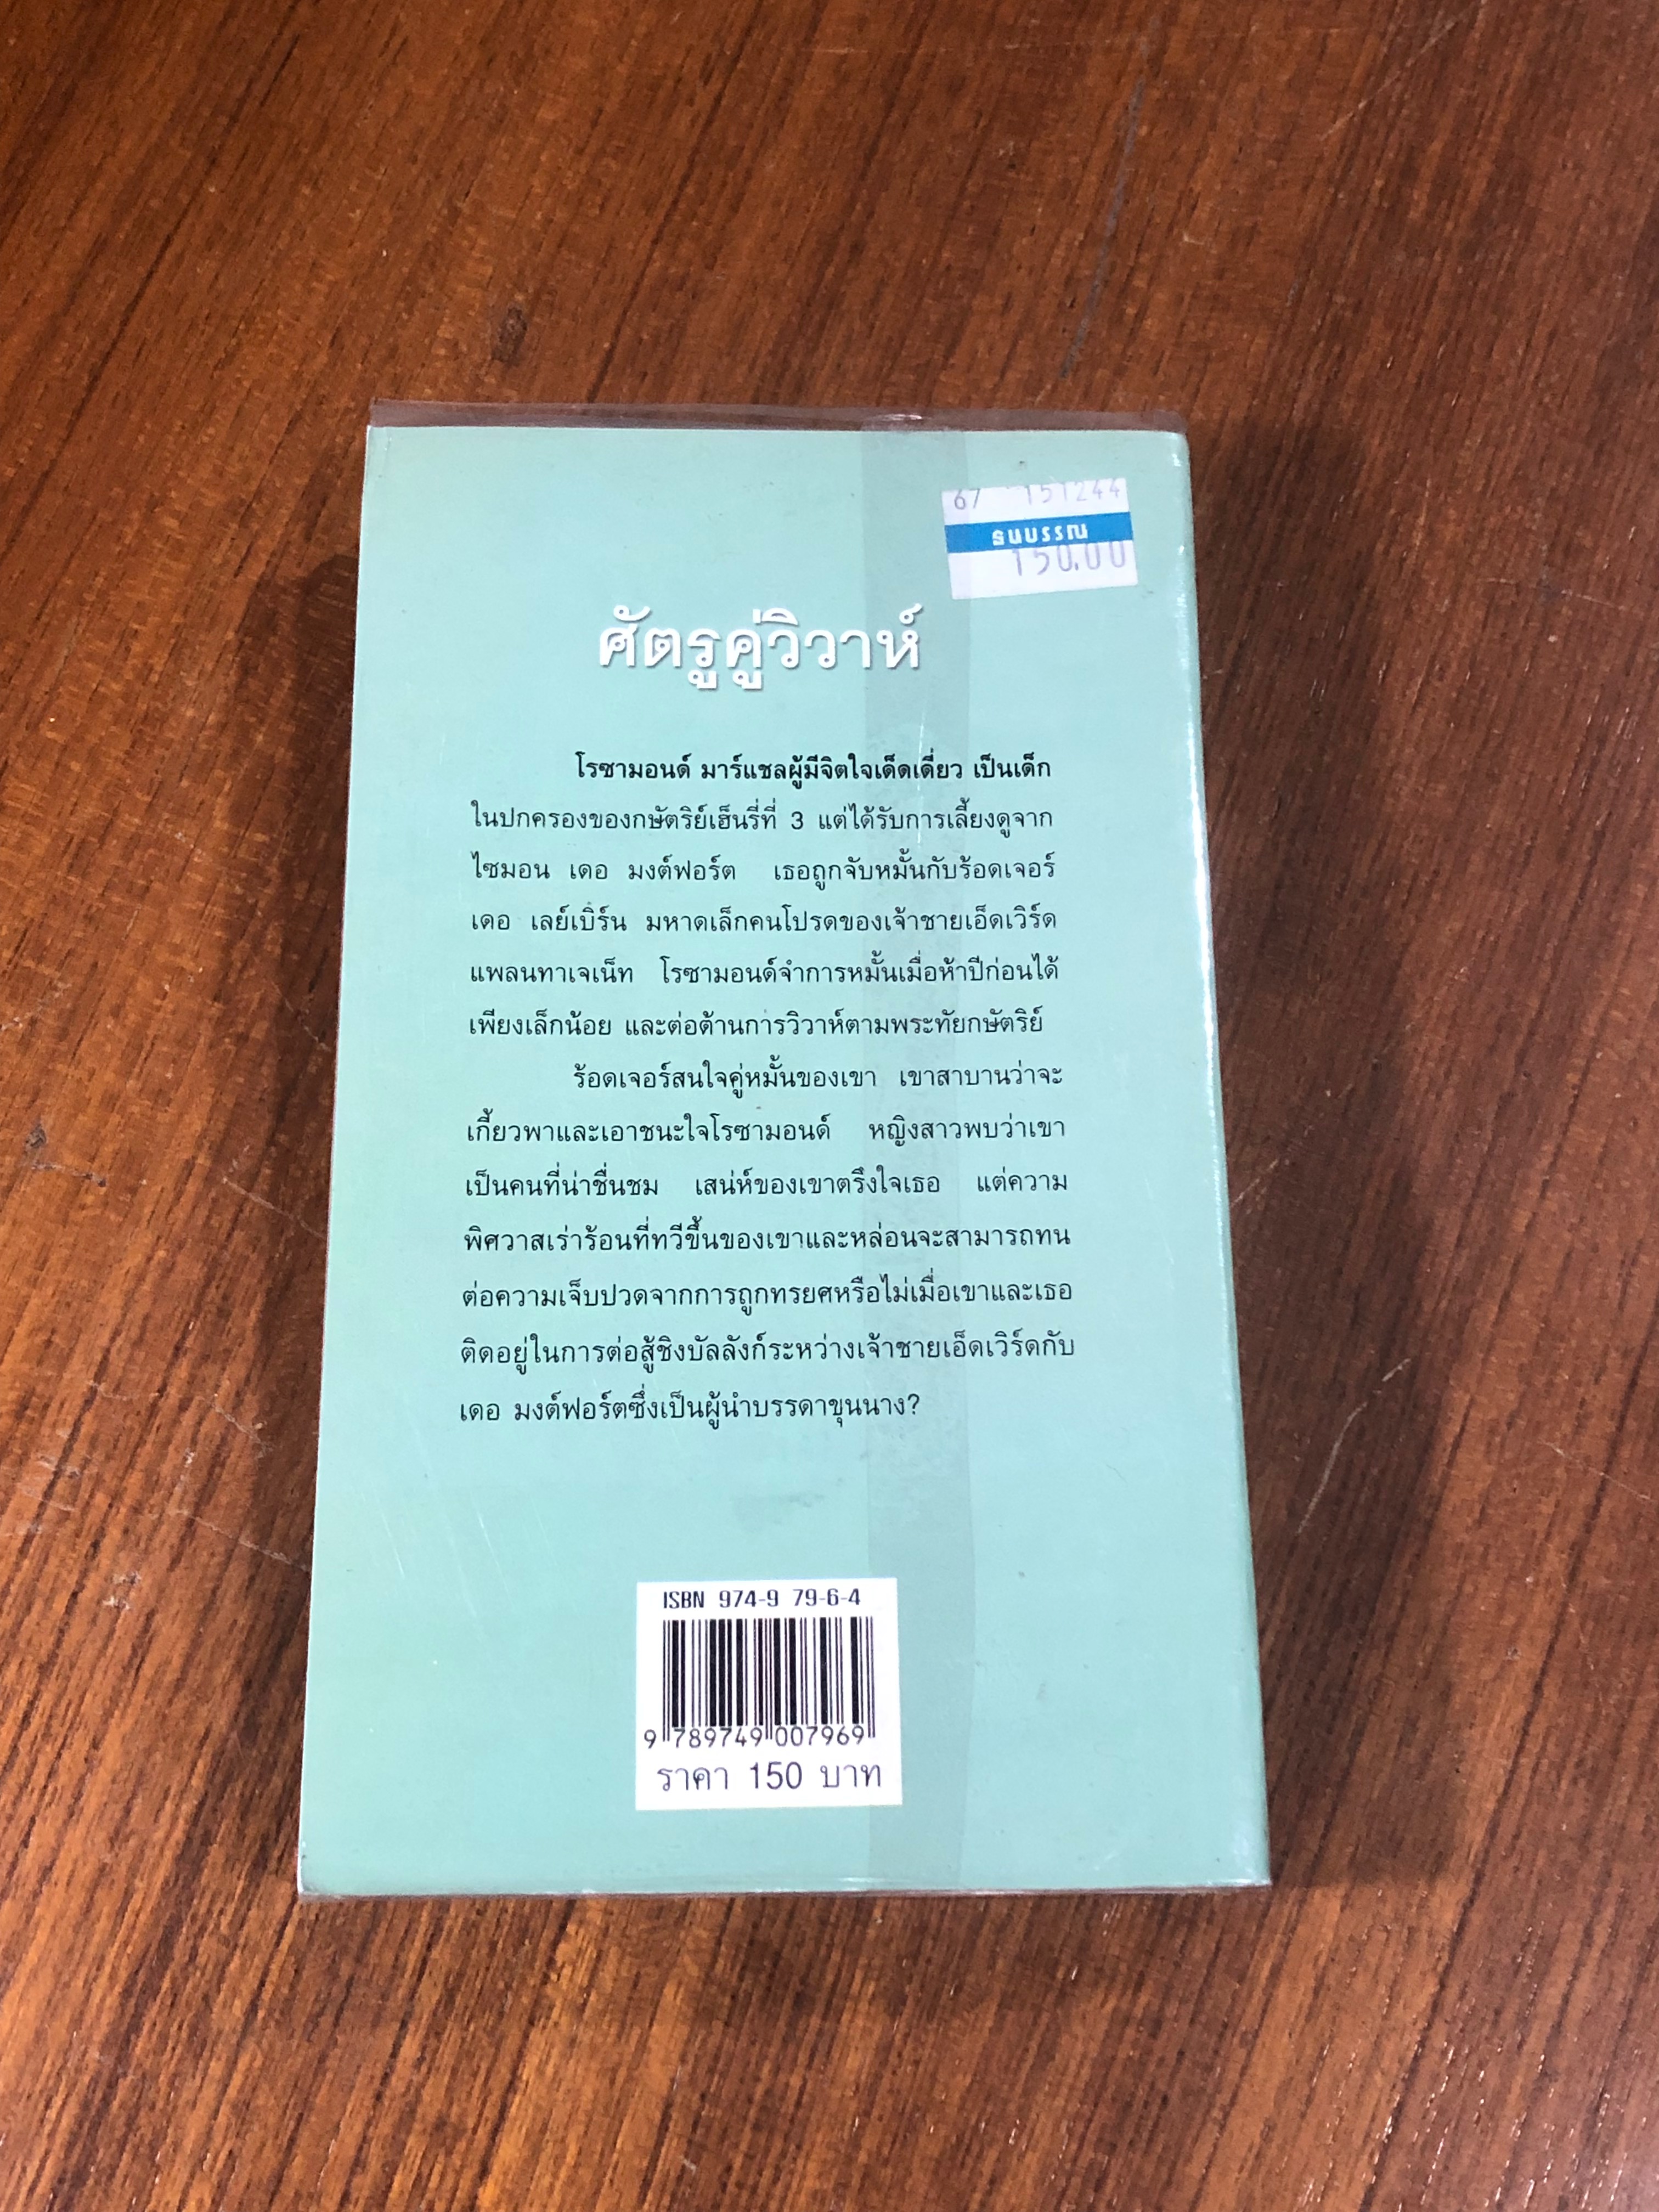 67 151244
ธนบรรณ
150.00
ศัตรูคู่วิวาห์
โรซามอนด์ มาร์แชลผู้มีจิตใจเด็ดเดี่ยว เป็นเด็ก
ในปกครองของกษัตริย์เฮ็นรี่ที่ 3 แต่ได้รับการเลี้ยงดูจาก
ไซมอน เดอ มงต์ฟอร์ต เธอถูกจับหมั้นกับร้อดเจอร์
เดอ เลย์เบิร์น มหาดเล็กคนโปรดของเจ้าชายเอ็ดเวิร์ด
แพลนทาเจเน็ท โรซามอนด์จำการหมั้นเมื่อห้าปีก่อนได้
เพียงเล็กน้อย และต่อต้านการวิวาห์ตามพระทัยกษัตริย์
ร้อดเจอร์สนใจคู่หมั้นของเขา เขาสาบานว่าจะ
เกี้ยวพาและเอาชนะใจโรซามอนด์ หญิงสาวพบว่าเขา
เป็นคนที่น่าชื่นชม เสน่ห์ของเขาตรึงใจเธอ แต่ความ
พิศวาสเร่าร้อนที่ทวีขึ้นของเขาและหล่อนจะสามารถทน
ต่อความเจ็บปวดจากการถูกทรยศหรือไม่เมื่อเขาและเธอ
ติดอยู่ในการต่อสู้ชิงบัลลังก์ระหว่างเจ้าชายเอ็ดเวิร์ดกับ
เดอ มงต์ฟอร์ตซึ่งเป็นผู้นำบรรดาขุนนาง?
ISBN 974-9 79-6-4
9 789749 007969
ราคา 150 บาท